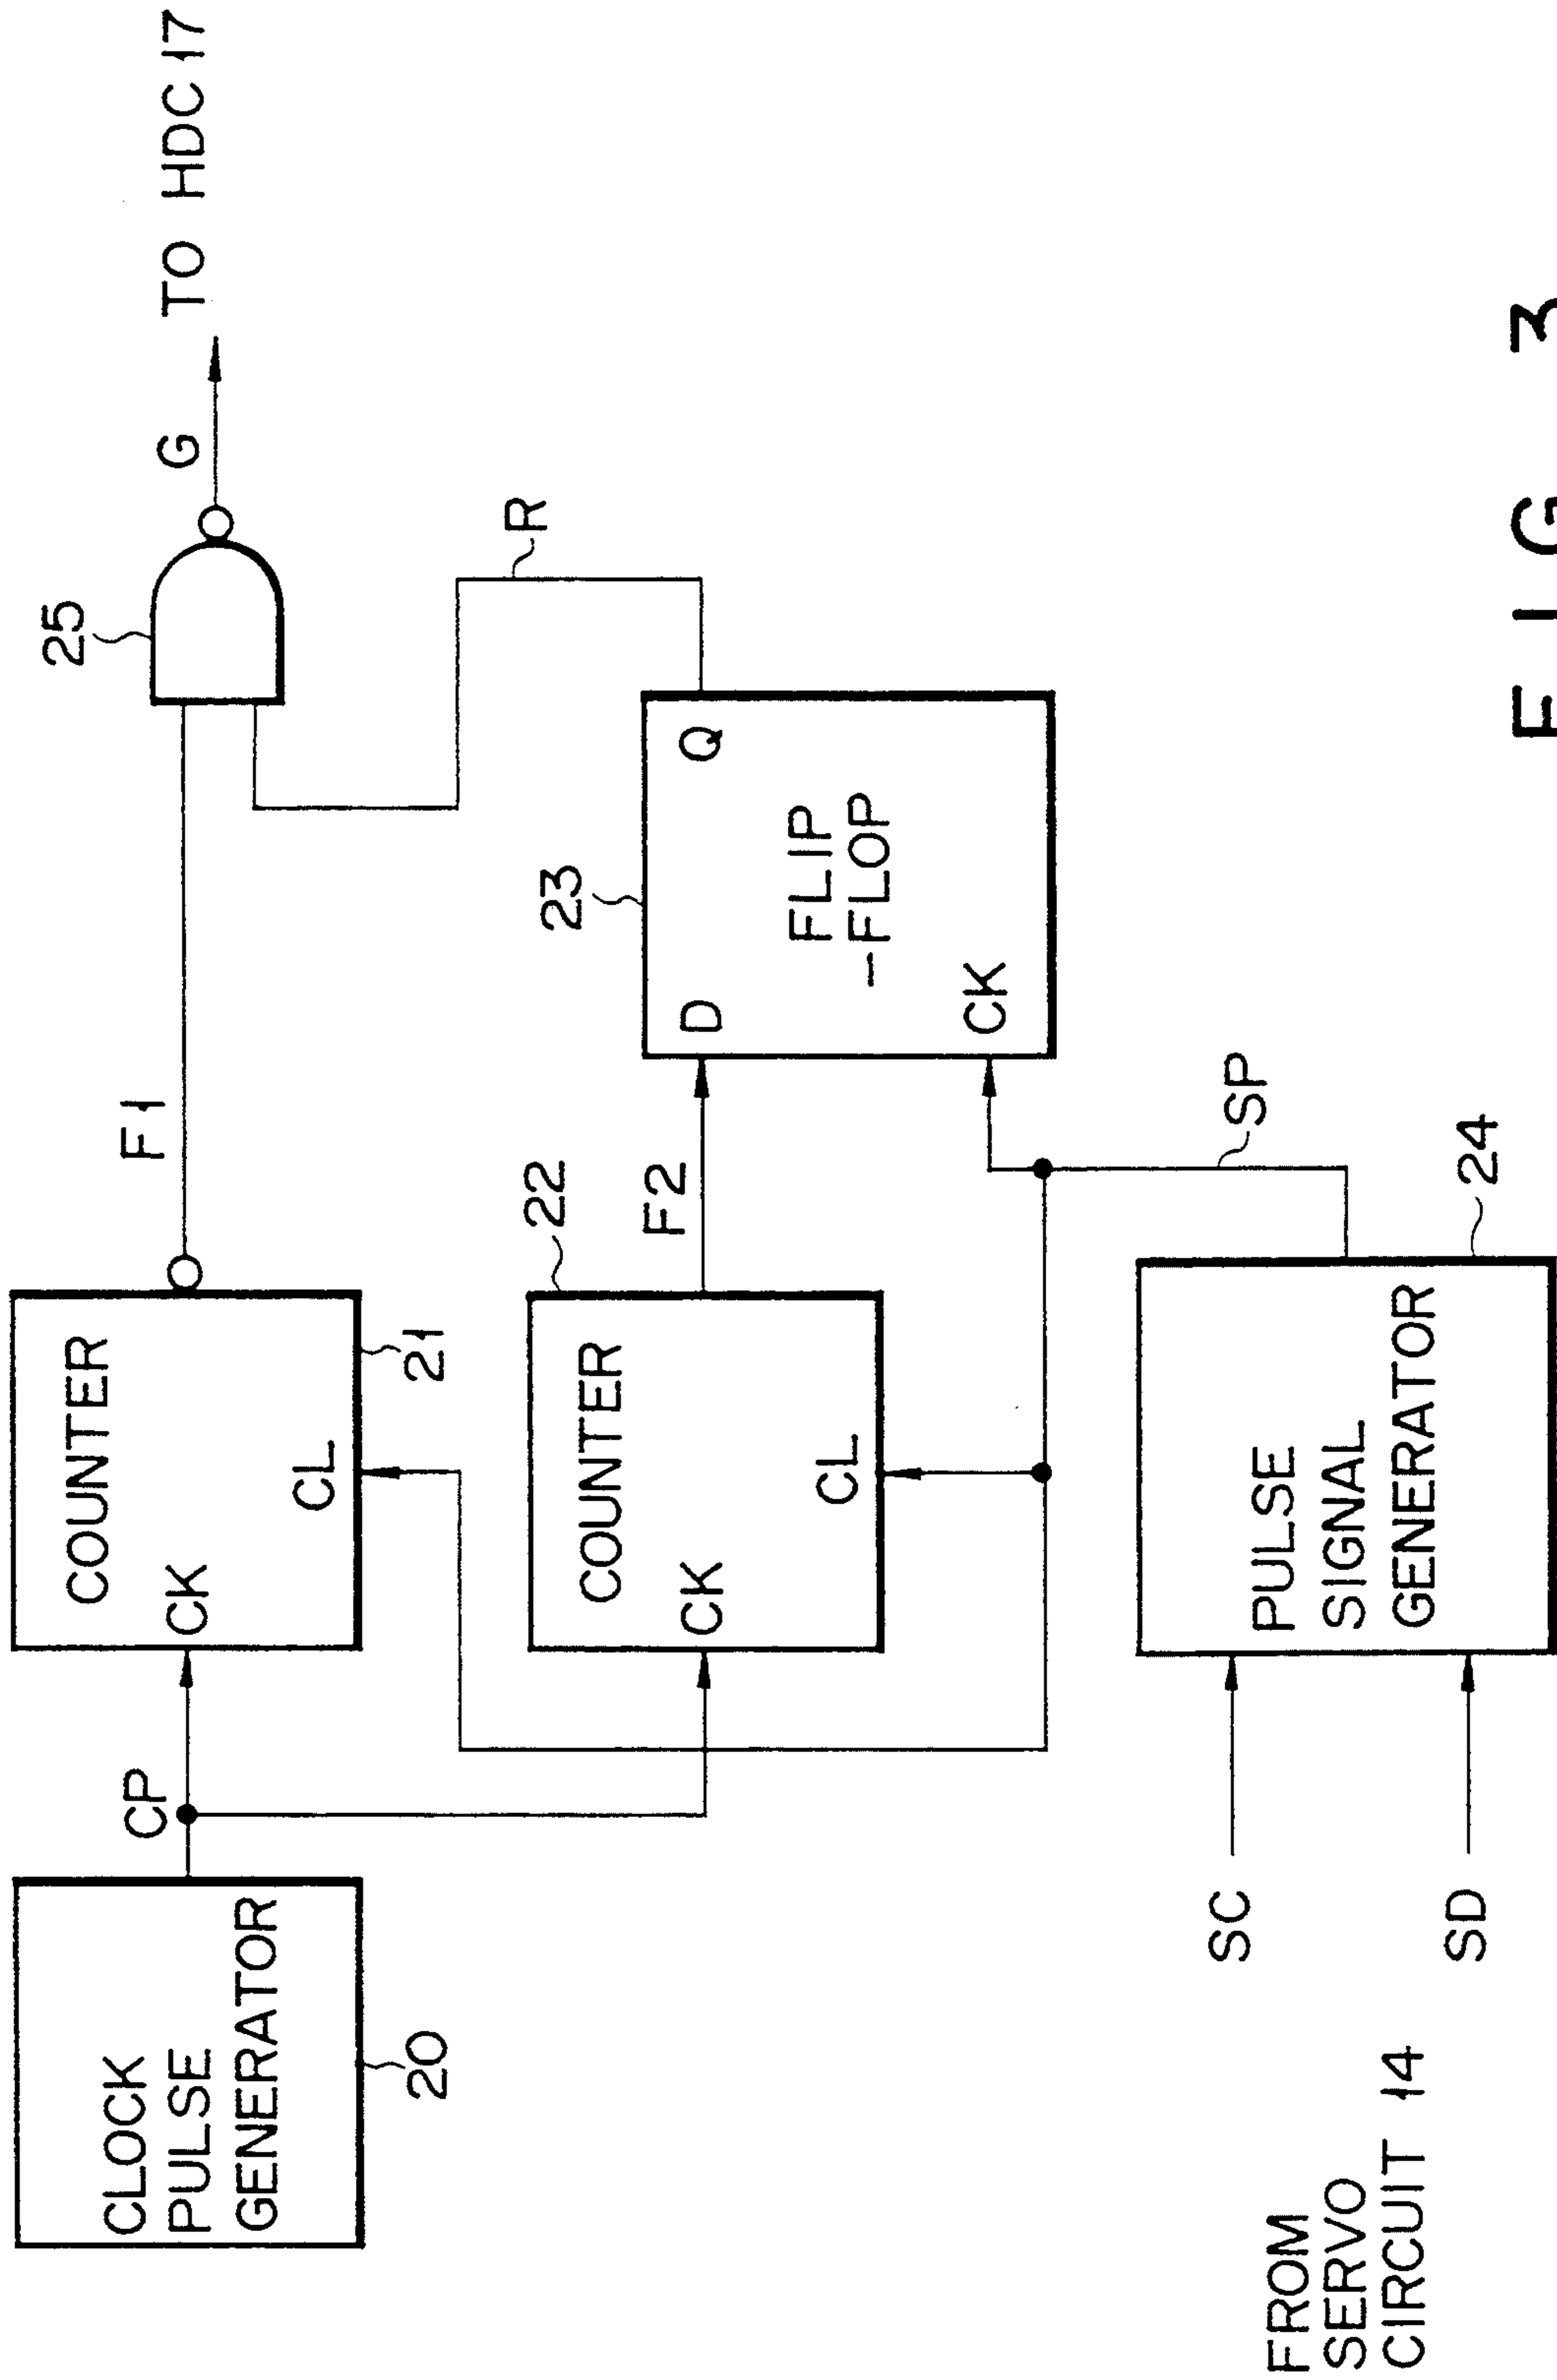 CLOCK
PULSE
GENERATOR
20
CP
COUNTER
CK
CL
21
F1
25
G
TO HDC 17
COUNTER
CK
CL
22
F2
23
D
Q
FLIP
-FLOP
CK
R
FROM
SERVO
CIRCUIT 14
SC
SD
PULSE
SIGNAL
GENERATOR
24
SP
FIG 3